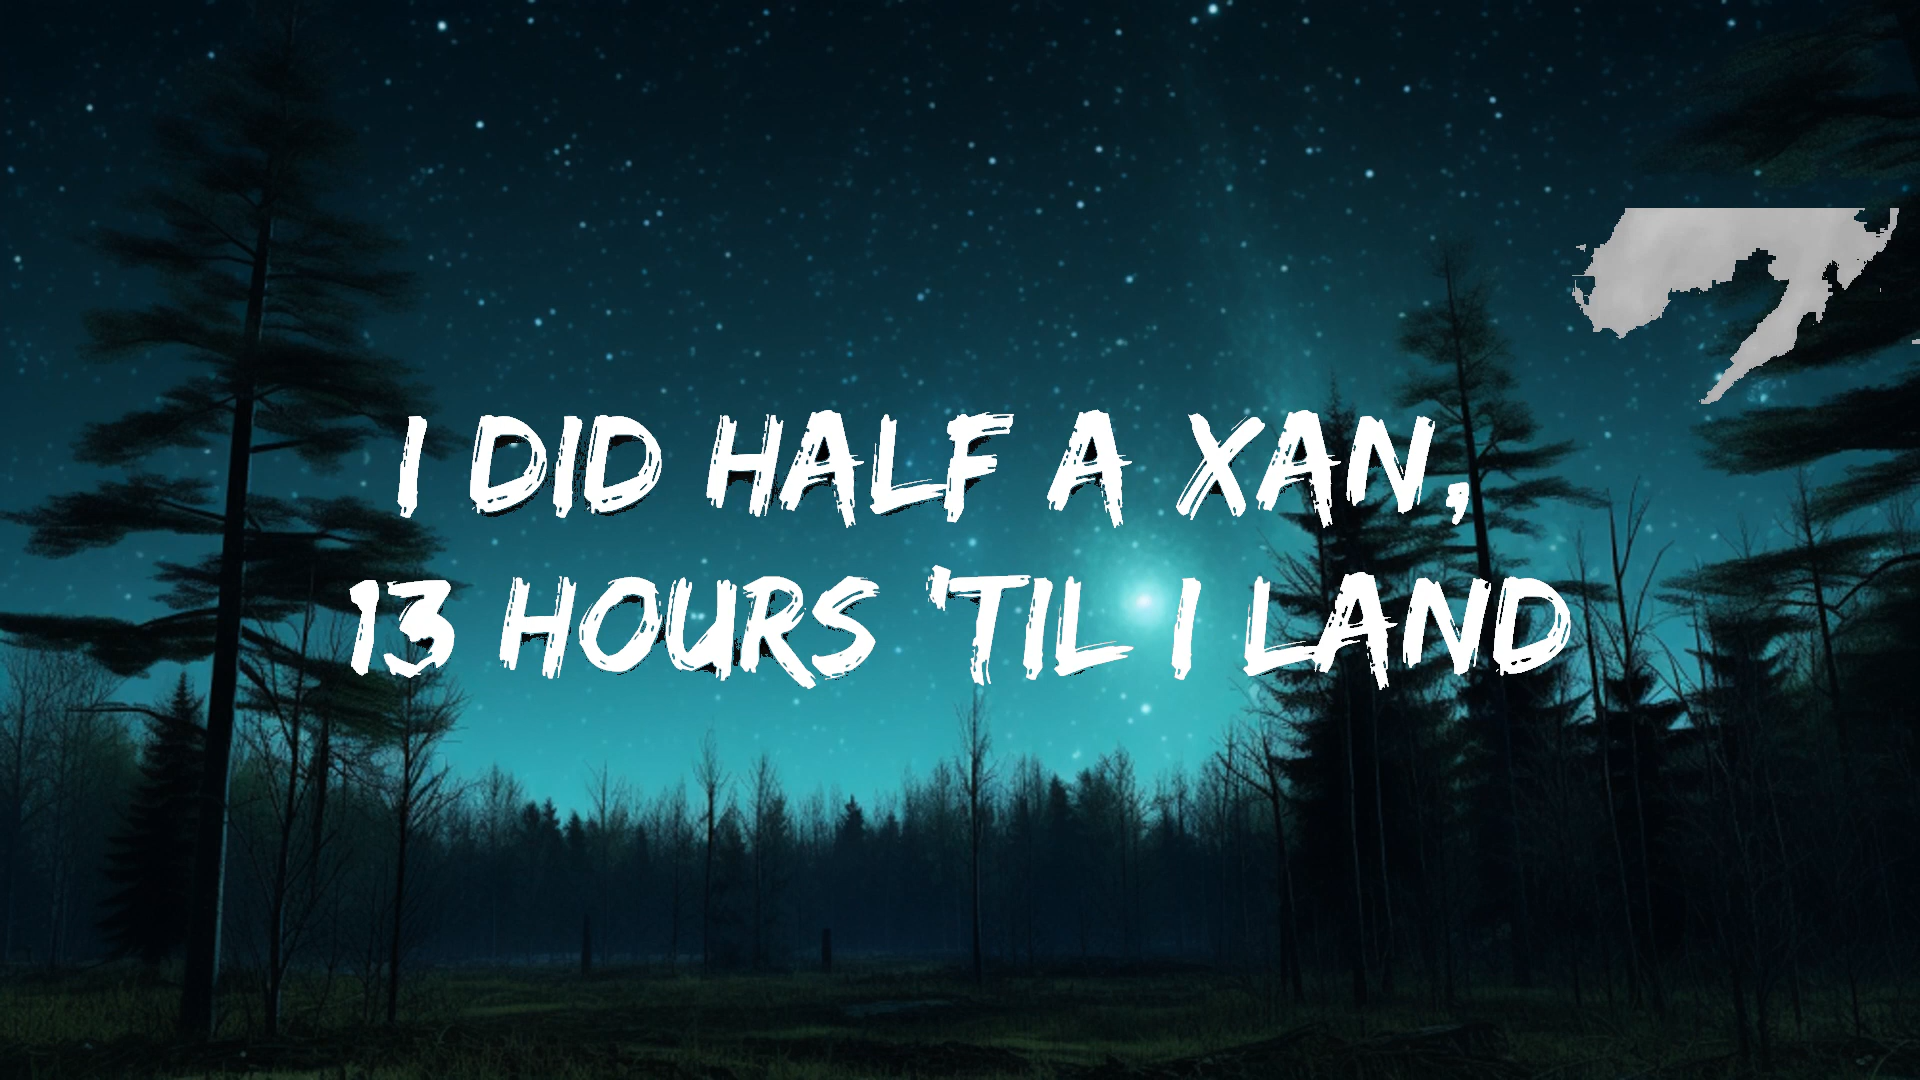 I DID HALF A XAN,
13 HOURS 'TIL I LAND